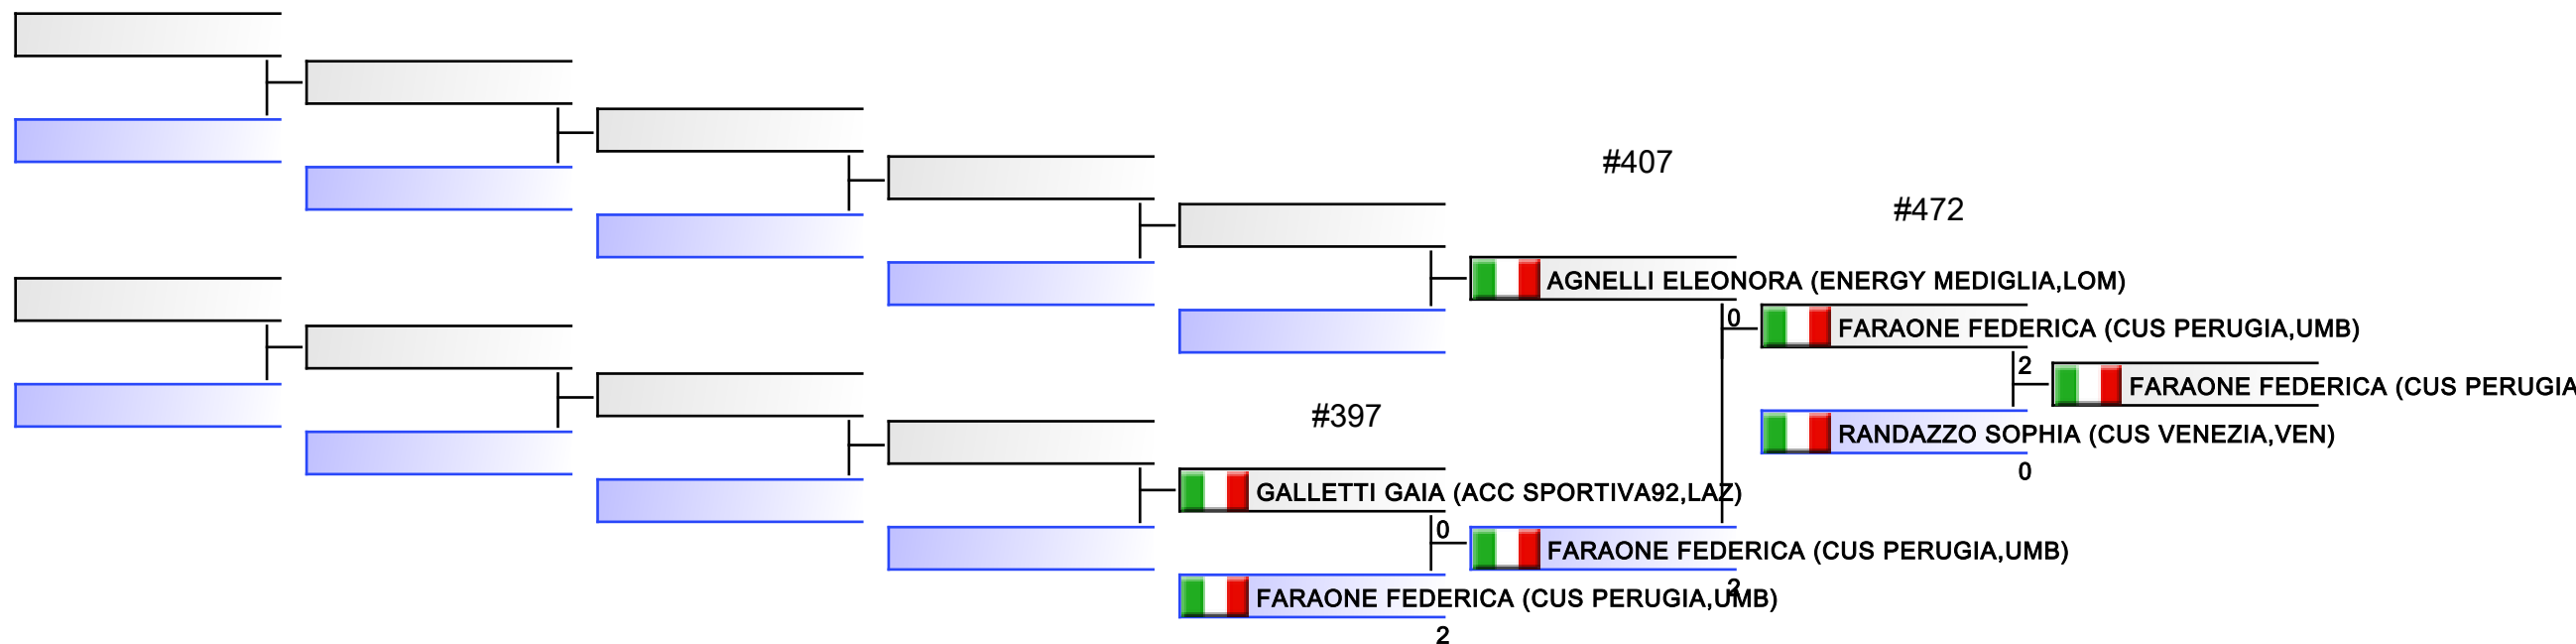 #407
#472
AGNELLI ELEONORA (ENERGY MEDIGLIA,LOM)
0
FARAONE FEDERICA (CUS PERUGIA,UMB)
2
FARAONE FEDERICA (CUS PERUGIA
#397
RANDAZZO SOPHIA (CUS VENEZIA,VEN)
0
GALLETTI GAIA (ACC SPORTIVA92,LAZ)
0
FARAONE FEDERICA (CUS PERUGIA,UMB)
2
FARAONE FEDERICA (CUS PERUGIA,UMB)
2